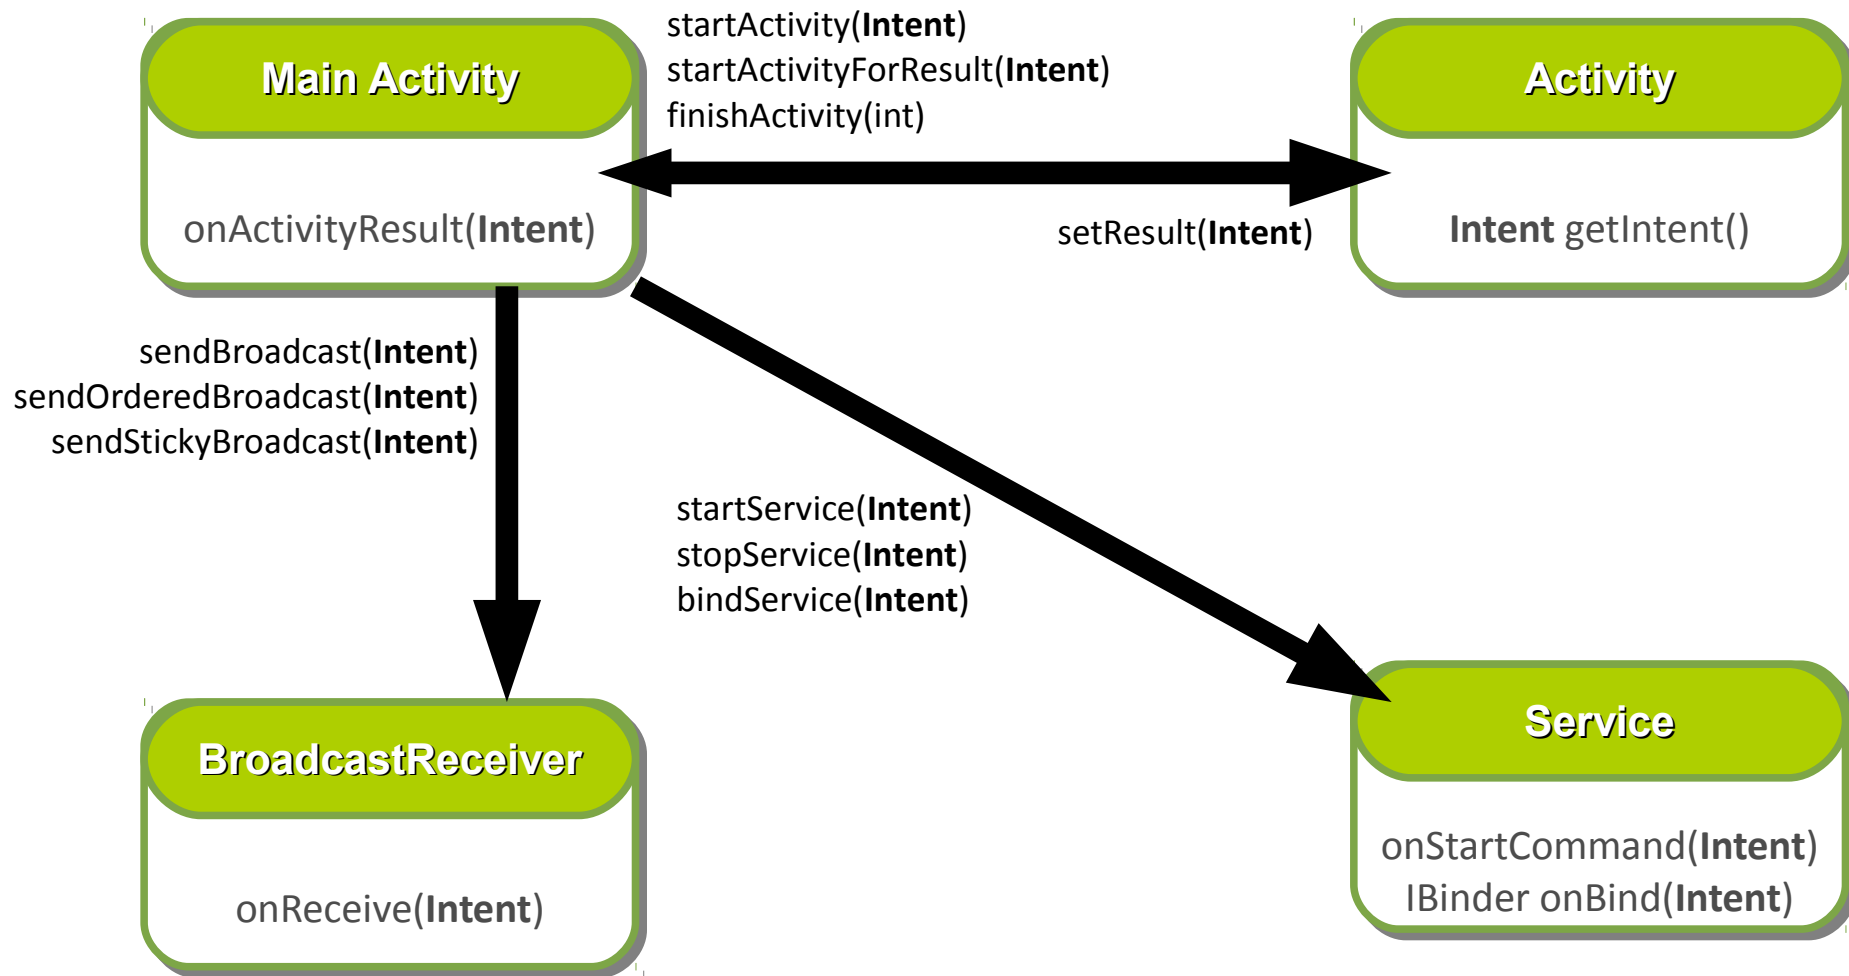 startActivity(Intent)
startActivityForResult(Intent)
finishActivity(int)
Main Activity
Activity
onActivityResult(Intent)
setResult(Intent)
Intent getIntent()
sendBroadcast(Intent)
sendOrderedBroadcast(Intent)
sendStickyBroadcast(Intent)
startService(Intent)
stopService(Intent)
bindService(Intent)
BroadcastReceiver
onReceive(Intent)
Service
onStartCommand(Intent)
IBinder onBind(Intent)